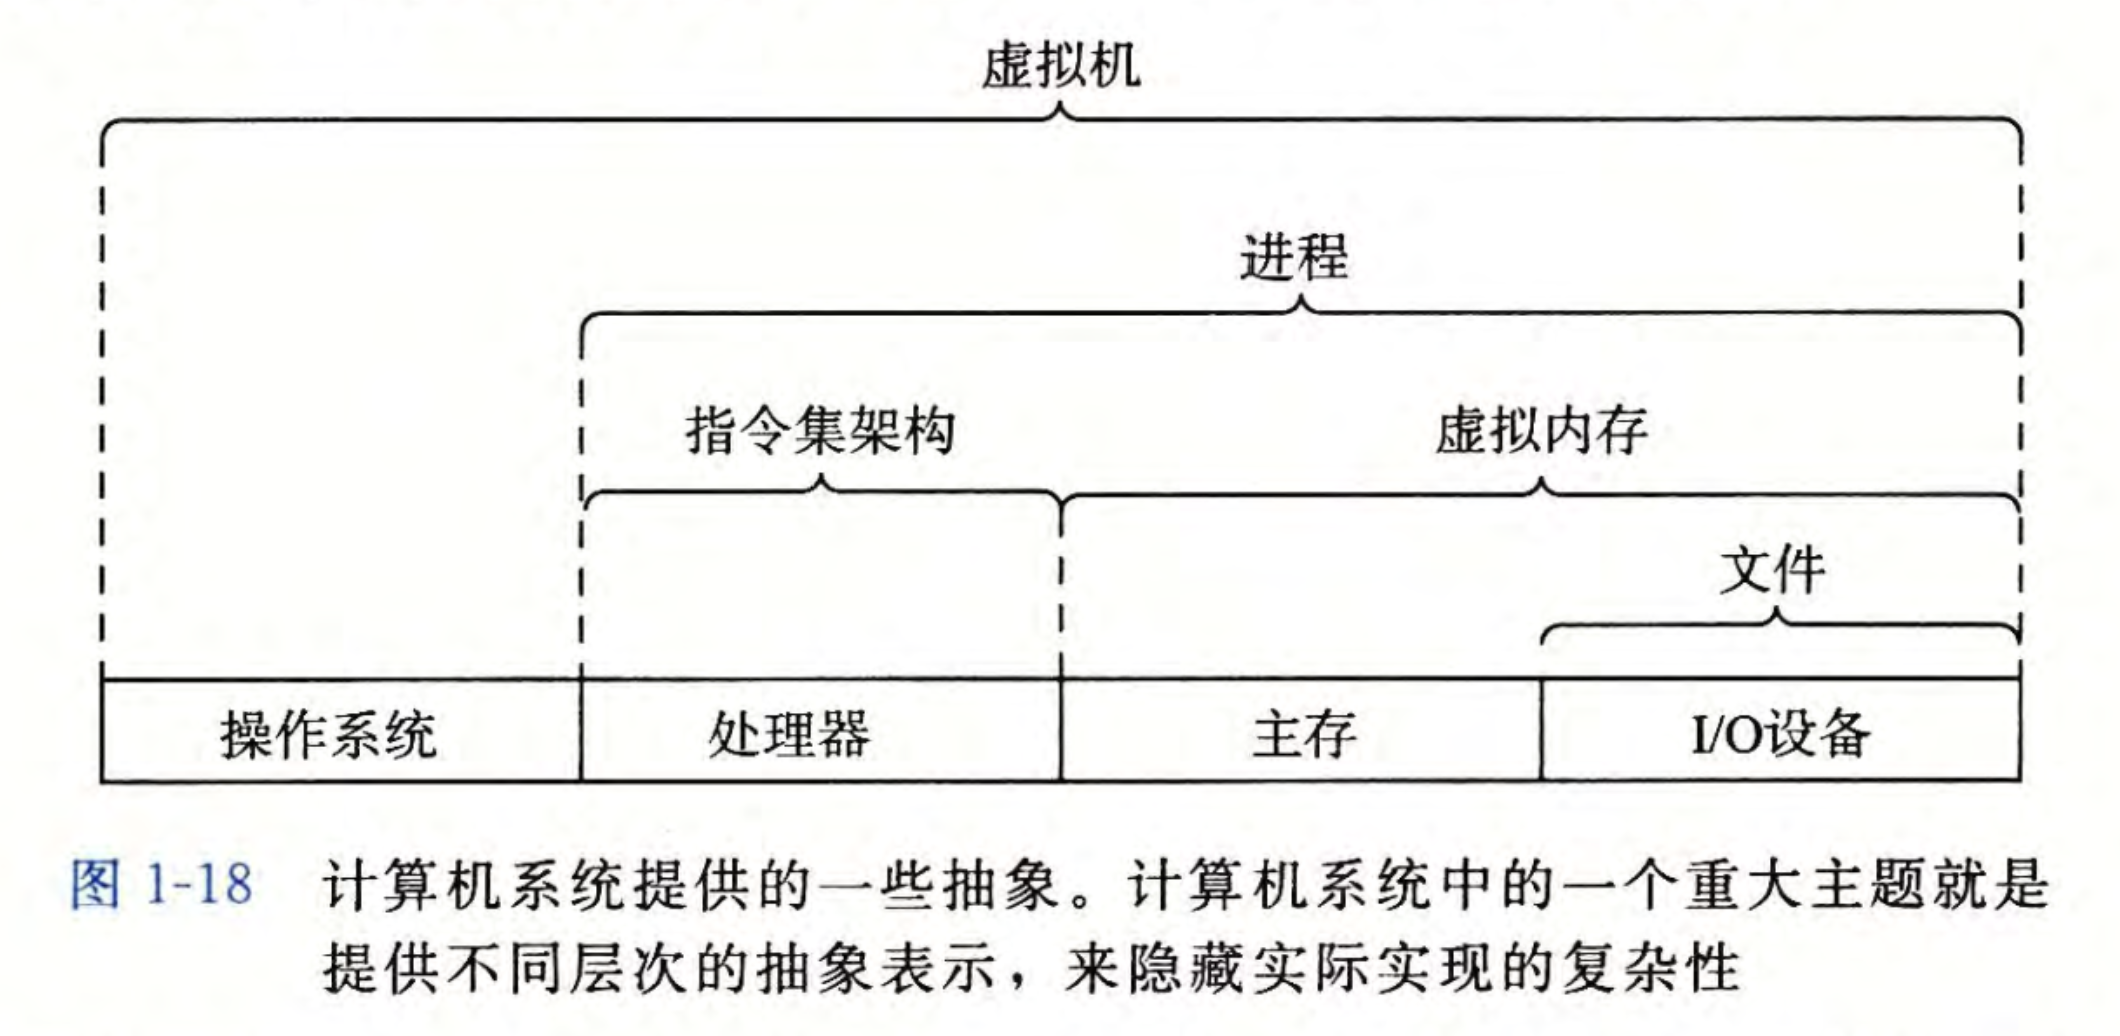 虚拟机
进程
指令集架构 虚拟内存
文件
操作系统 处理器 主存 I/O设备
图 1-18 计算机系统提供的一些抽象。计算机系统中的一个重大主题就是
提供不同层次的抽象表示，来隐藏实际实现的复杂性